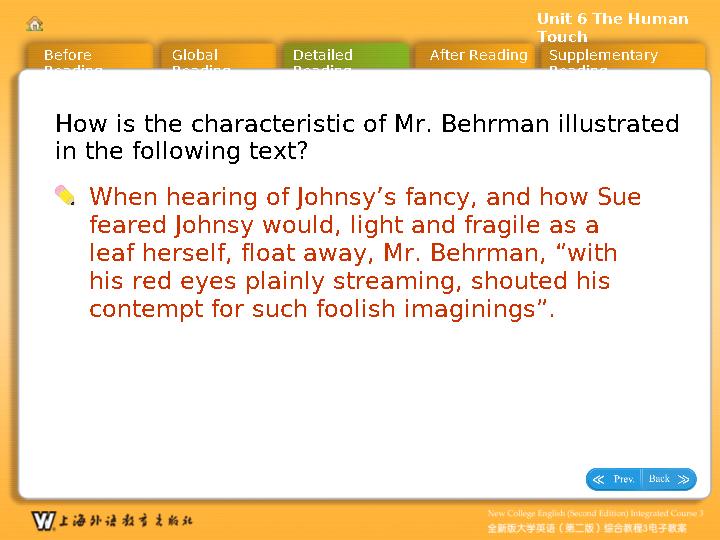 Unit 6 The Human
Touch
Before
Reading
Global
Reading
Detailed
Reading
After Reading
Supplementary
Reading
How is the characteristic of Mr. Behrman illustrated
in the following text?
When hearing of Johnsy’s fancy, and how Sue
feared Johnsy would, light and fragile as a
leaf herself, float away, Mr. Behrman, “with
his red eyes plainly streaming, shouted his
contempt for such foolish imaginings”.
Prev. Back
W 上海外语教育出版社
New College English (Second Edition) Integrated Course 3
全新版大学英语（第二版）综合教程3电子教案